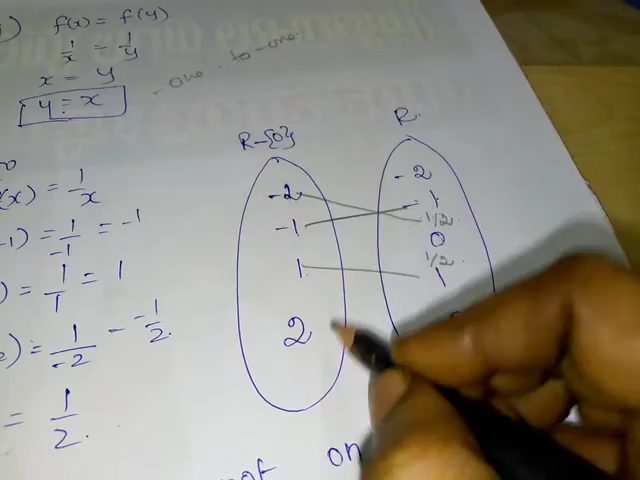 i) f(x) = f(y)
1/x = 1/y
x = y
y = x - one - to - one.
R-{0} R.
(x) = 1/x
-1) = 1/-1 = -1
) = 1/1 = 1
) = 1/-2 - -1/2.
= 1/2.
-2 -2
-1 -1
1/2.
0
1/2
1 1
2
not on